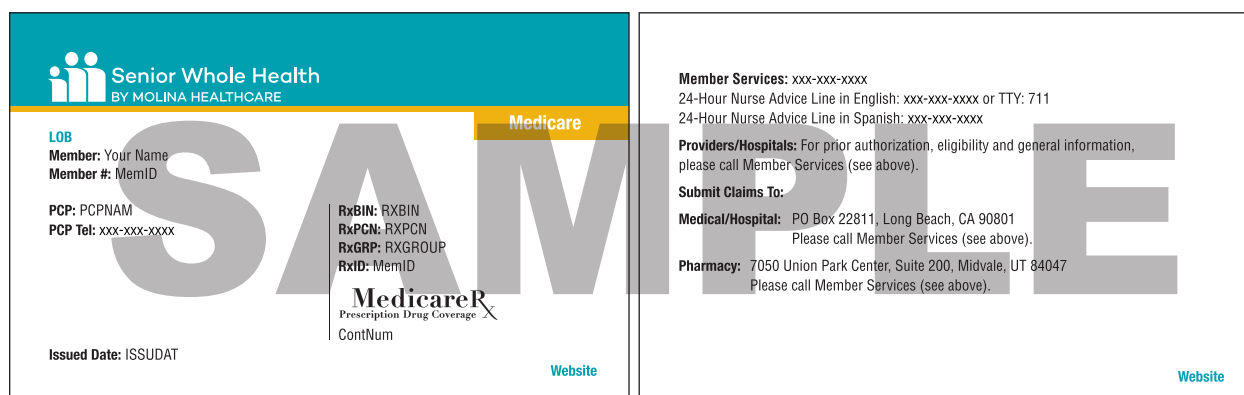 Senior Whole Health
BY MOLINA HEALTHCARE
Medicare
LOB
Member: Your Name
Member #: MemID
PCP: PCPNAM
PCP Tel: xxx-xxx-xxxx
RxBIN: RXBIN
RxPCN: RXPCN
RxGRP: RXGROUP
RxID: MemID
MedicareRx
Prescription Drug Coverage
ContNum
Issued Date: ISSUDAT
Website
Member Services: xxx-xxx-xxxx
24-Hour Nurse Advice Line in English: xxx-xxx-xxxx or TTY: 711
24-Hour Nurse Advice Line in Spanish: xxx-xxx-xxxx
Providers/Hospitals: For prior authorization, eligibility and general information,
please call Member Services (see above).
Submit Claims To:
Medical/Hospital: PO Box 22811, Long Beach, CA 90801
Please call Member Services (see above).
Pharmacy: 7050 Union Park Center, Suite 200, Midvale, UT 84047
Please call Member Services (see above).
Website
SAMPLE